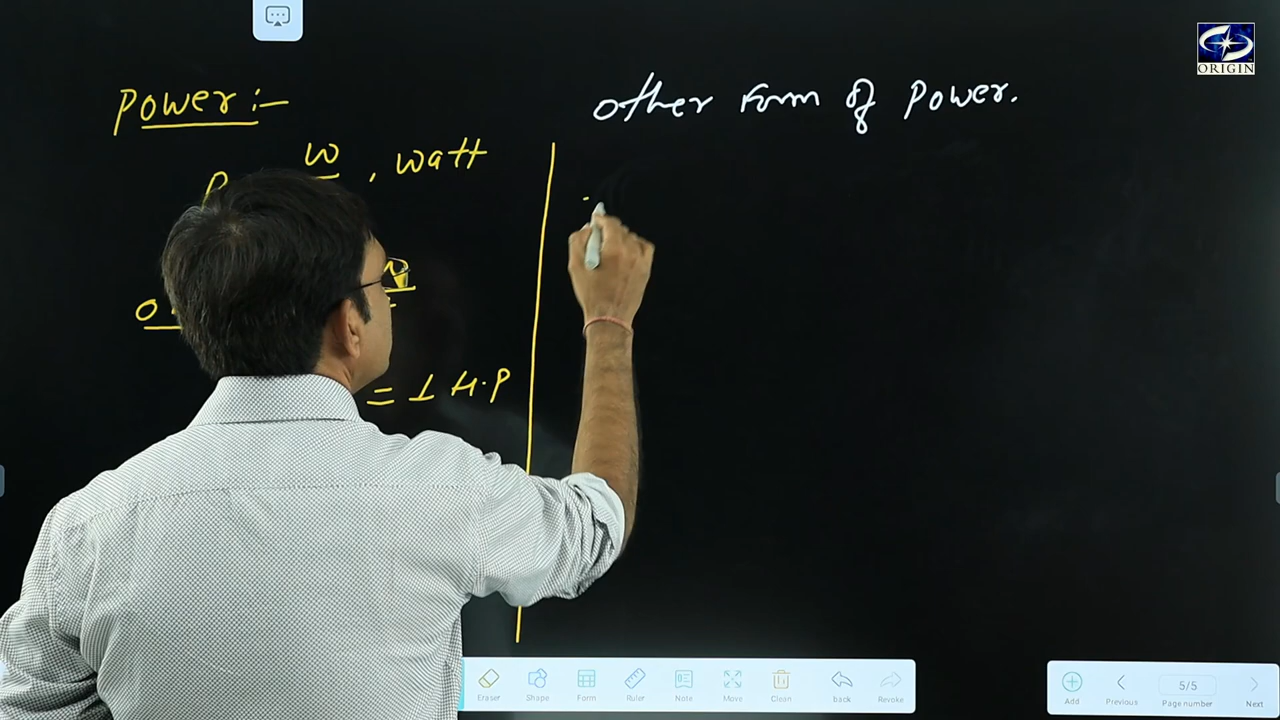 Power :-
other Form of Power.
P
w
, watt
= 1 H.P
ORIGIN
Eraser
Shape
Form
Ruler
Note
Move
Clean
back
Revoke
Add
Previous
5/5
Page number
Next